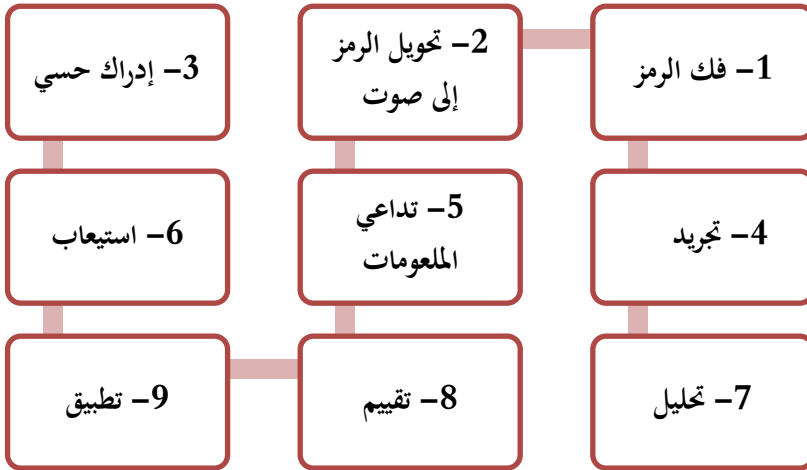 1- فك الرمز
2- تحويل الرمز
إلى صوت
3- إدراك حسي
4- تجريد
5- تداعي
الملعومات
6- استيعاب
7- تحليل
8- تقييم
9- تطبيق